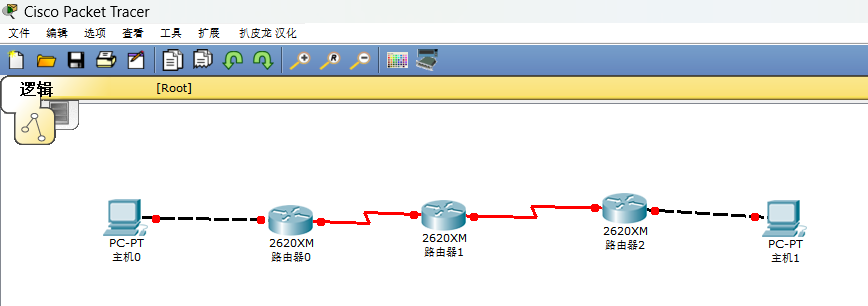 Cisco Packet Tracer
文件 编辑 选项 查看 工具 扩展 扒皮龙 汉化
逻辑 [Root]
PC-PT
主机0
2620XM
路由器0
2620XM
路由器1
2620XM
路由器2
PC-PT
主机1